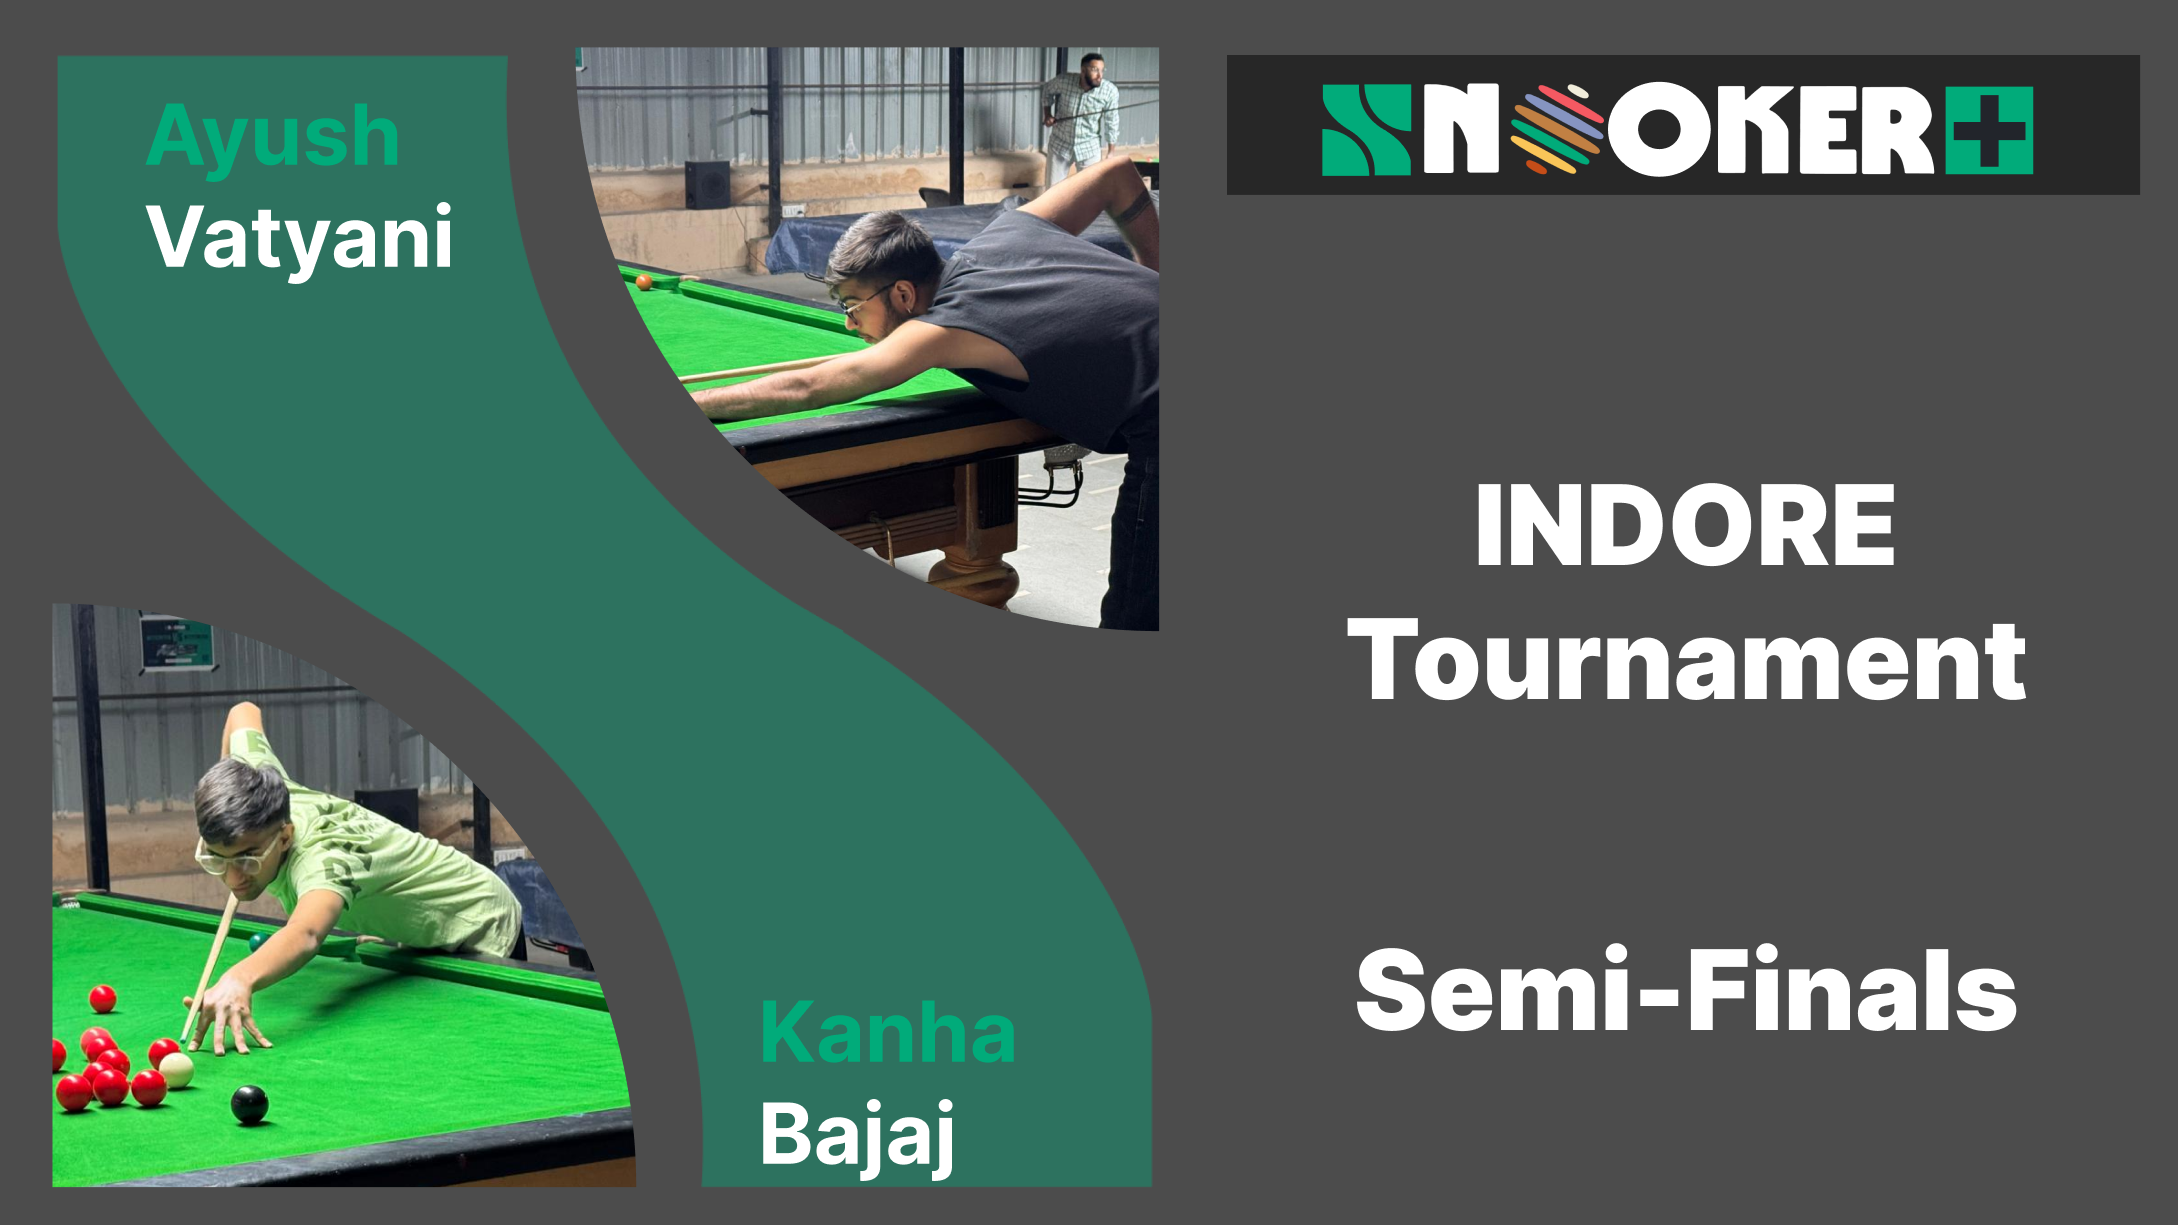 Ayush
Vatyani
SNOOKER+
INDORE
Tournament
Semi-Finals
Kanha
Bajaj